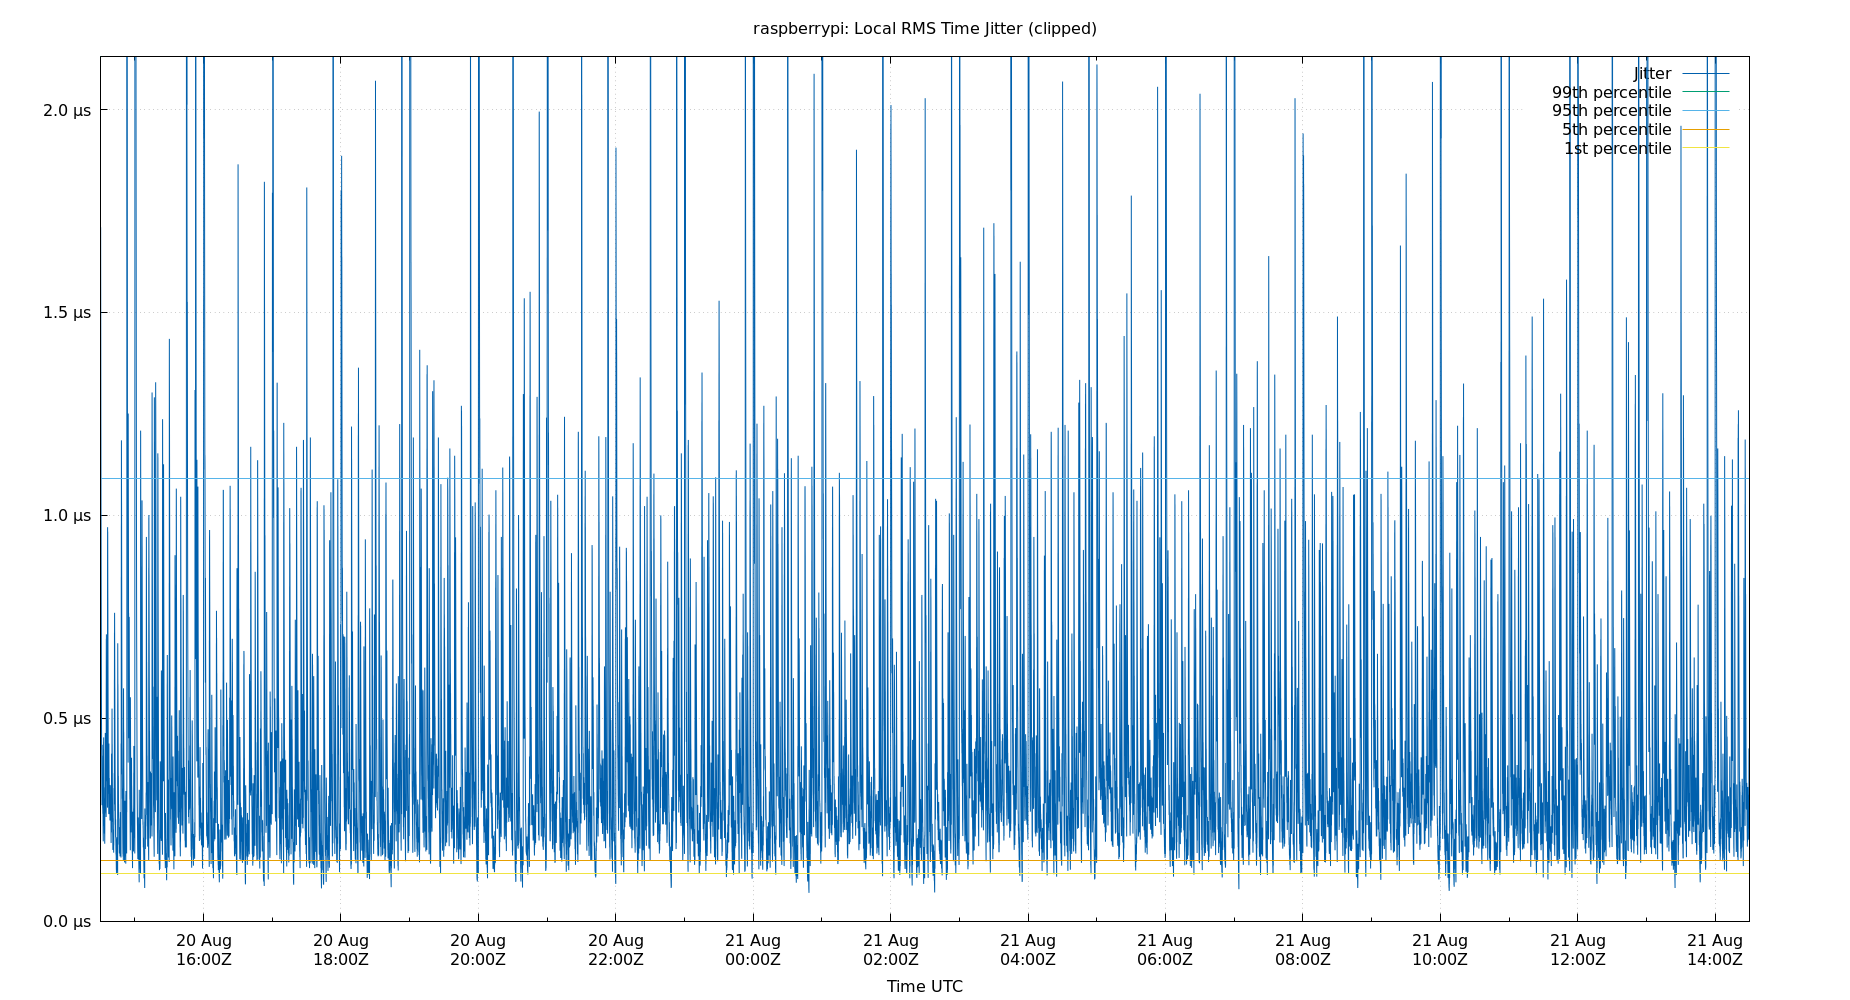 raspberrypi: Local RMS Time Jitter (clipped)
Jitter
99th percentile
95th percentile
5th percentile
1st percentile
2.0 µs
1.5 µs
1.0 µs
0.5 µs
0.0 µs
20 Aug 20 Aug 20 Aug 20 Aug 21 Aug 21 Aug 21 Aug 21 Aug 21 Aug 21 Aug 21 Aug 21 Aug
16:00Z 18:00Z 20:00Z 22:00Z 00:00Z 02:00Z 04:00Z 06:00Z 08:00Z 10:00Z 12:00Z 14:00Z
Time UTC